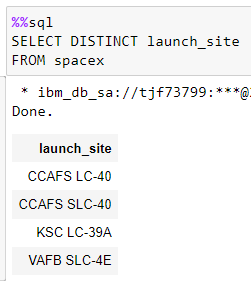 %%sql
SELECT DISTINCT launch_site
FROM spacex
* ibm_db_sa://tjf73799:***@
Done.
launch_site
CCAFS LC-40
CCAFS SLC-40
KSC LC-39A
VAFB SLC-4E